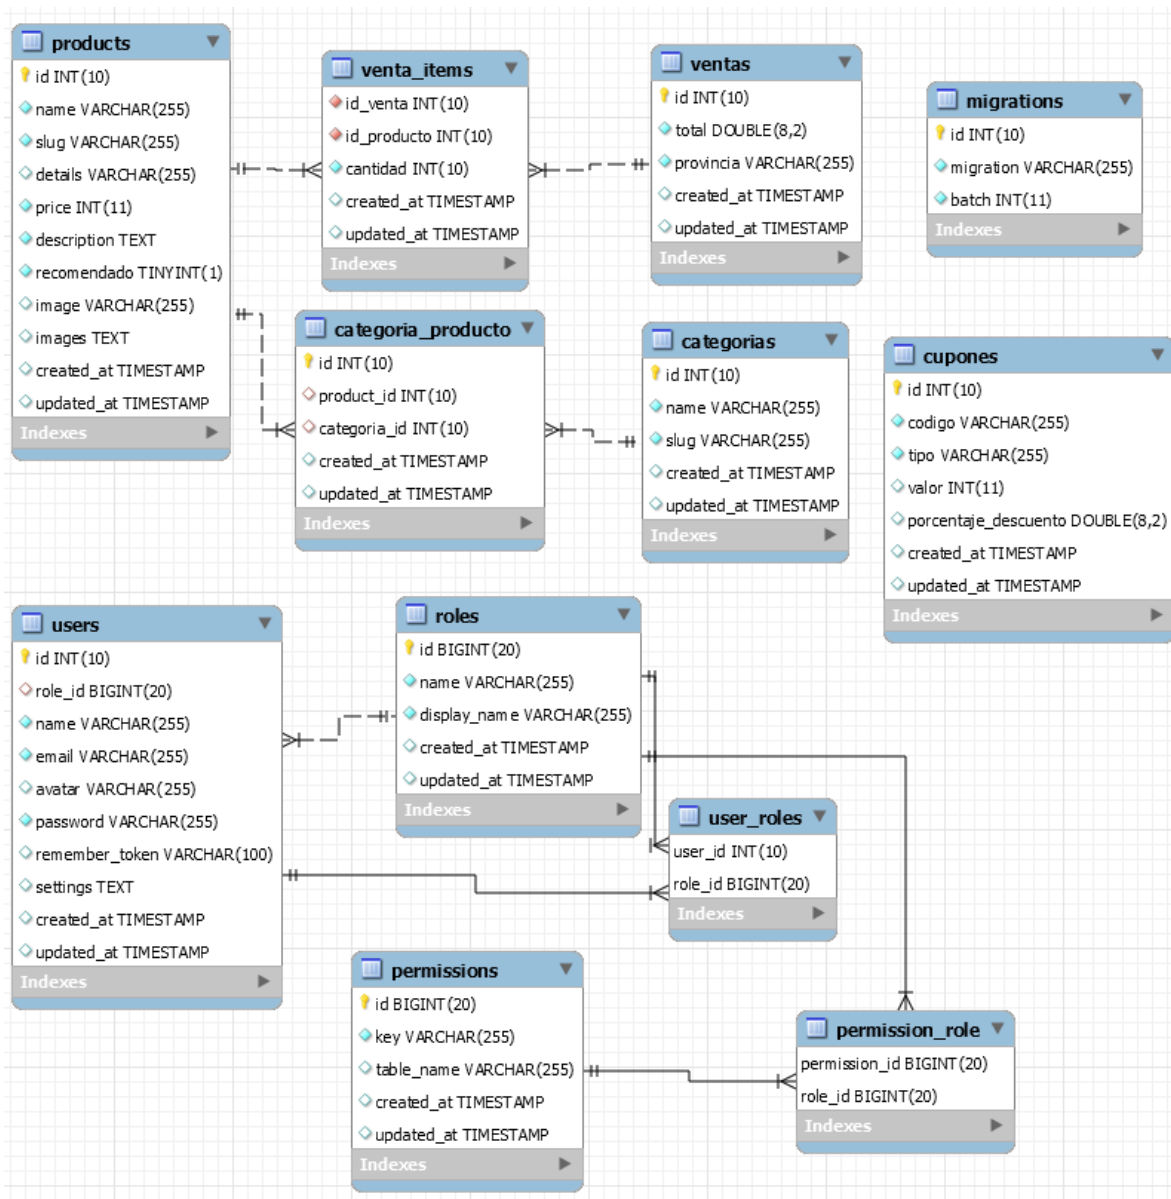 products
id INT(10)
name VARCHAR(255)
slug VARCHAR(255)
details VARCHAR(255)
price INT(11)
description TEXT
recomendado TINYINT(1)
image VARCHAR(255)
images TEXT
created_at TIMESTAMP
updated_at TIMESTAMP
Indexes
venta_items
id_venta INT(10)
id_producto INT(10)
cantidad INT(10)
created_at TIMESTAMP
updated_at TIMESTAMP
Indexes
ventas
id INT(10)
total DOUBLE(8,2)
provincia VARCHAR(255)
created_at TIMESTAMP
updated_at TIMESTAMP
Indexes
migrations
id INT(10)
migration VARCHAR(255)
batch INT(11)
Indexes
categoria_producto
id INT(10)
product_id INT(10)
categoria_id INT(10)
created_at TIMESTAMP
updated_at TIMESTAMP
Indexes
categorias
id INT(10)
name VARCHAR(255)
slug VARCHAR(255)
created_at TIMESTAMP
updated_at TIMESTAMP
Indexes
cupones
id INT(10)
codigo VARCHAR(255)
tipo VARCHAR(255)
valor INT(11)
porcentaje_descuento DOUBLE(8,2)
created_at TIMESTAMP
updated_at TIMESTAMP
Indexes
users
id INT(10)
role_id BIGINT(20)
name VARCHAR(255)
email VARCHAR(255)
avatar VARCHAR(255)
password VARCHAR(255)
remember_token VARCHAR(100)
settings TEXT
created_at TIMESTAMP
updated_at TIMESTAMP
Indexes
roles
id BIGINT(20)
name VARCHAR(255)
display_name VARCHAR(255)
created_at TIMESTAMP
updated_at TIMESTAMP
Indexes
user_roles
user_id INT(10)
role_id BIGINT(20)
Indexes
permissions
id BIGINT(20)
key VARCHAR(255)
table_name VARCHAR(255)
created_at TIMESTAMP
updated_at TIMESTAMP
Indexes
permission_role
permission_id BIGINT(20)
role_id BIGINT(20)
Indexes